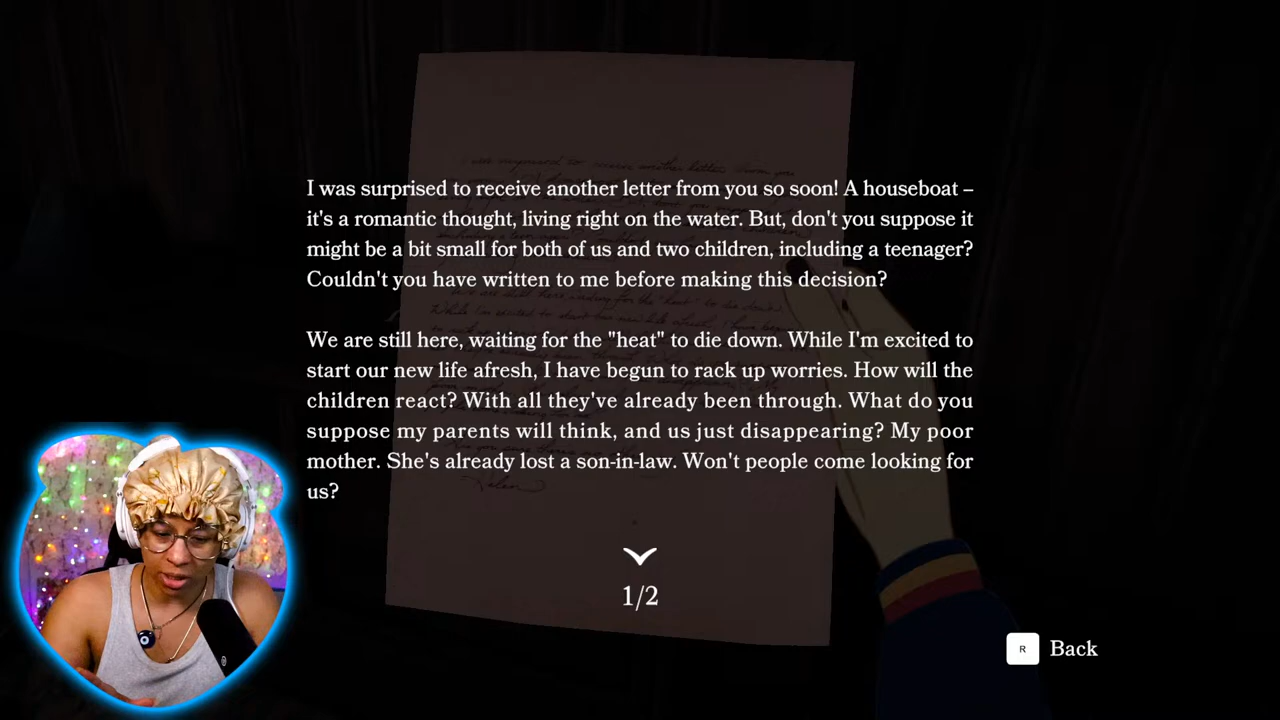 I was surprised to receive another letter from you so soon! A houseboat –
it's a romantic thought, living right on the water. But, don't you suppose it
might be a bit small for both of us and two children, including a teenager?
Couldn't you have written to me before making this decision?
We are still here, waiting for the "heat" to die down. While I'm excited to
start our new life afresh, I have begun to rack up worries. How will the
children react? With all they've already been through. What do you
suppose my parents will think, and us just disappearing? My poor
mother. She's already lost a son-in-law. Won't people come looking for
us?
1/2
R Back